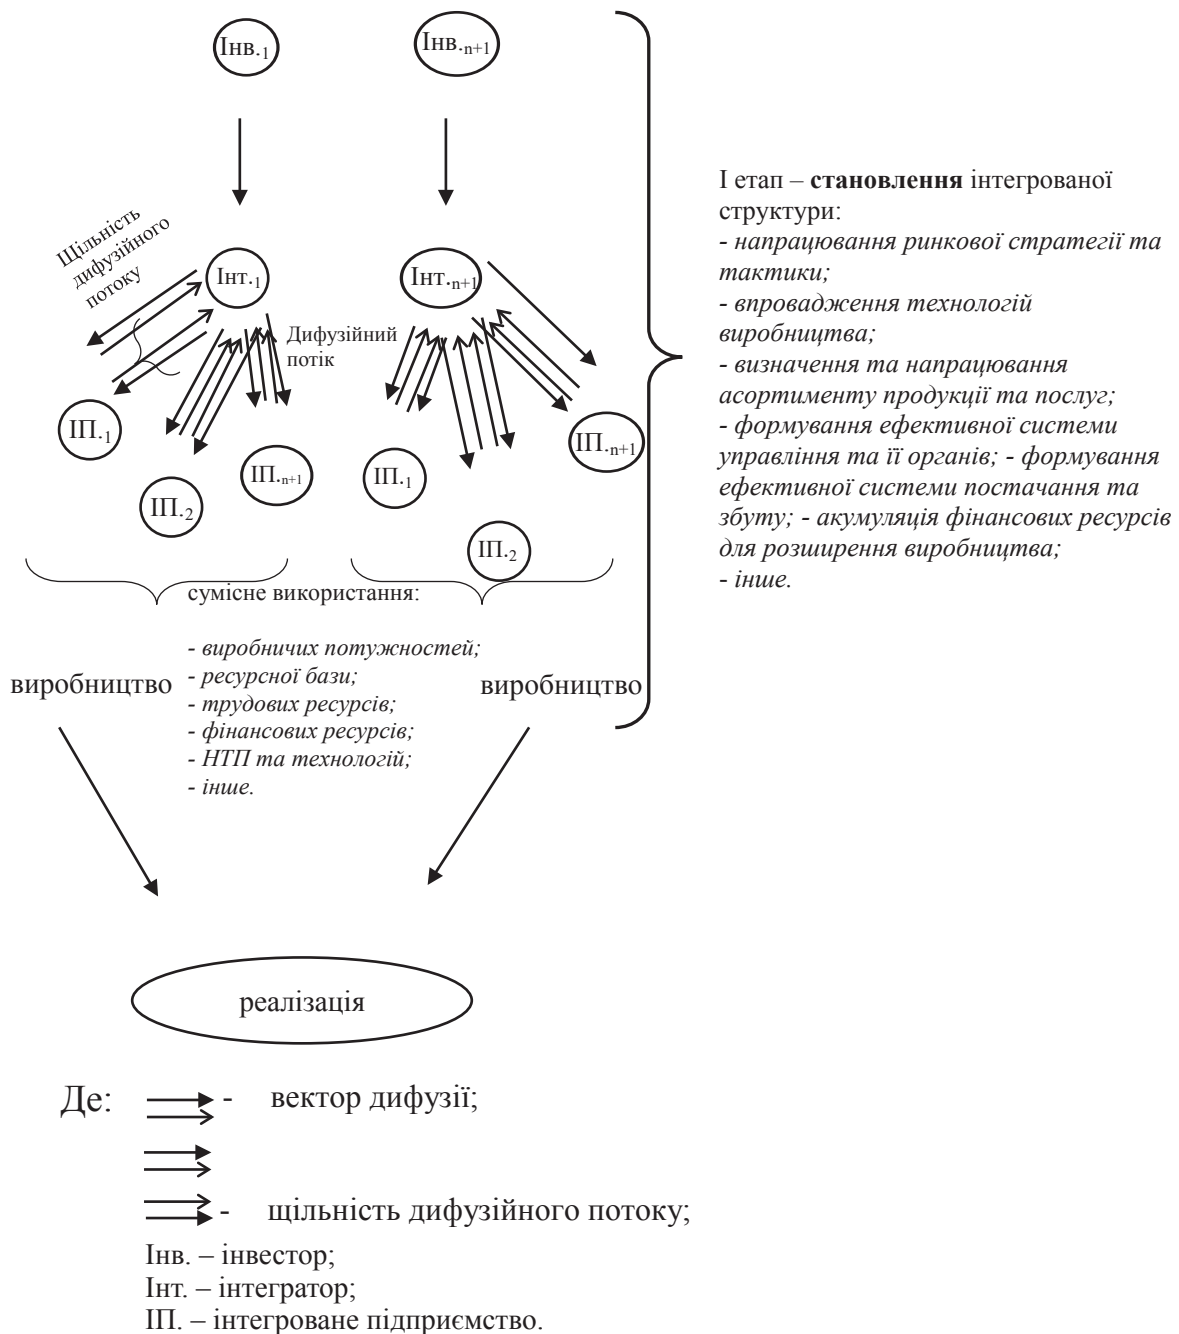 Інв.1
Інв.n+1
Щільність
дифузійного
потоку
Інт.1
Інт.n+1
Дифузійний
потік
ІП.1
ІП.2
ІП.n+1
ІП.1
ІП.2
ІП.n+1
І етап – становлення інтегрованої
структури:
- напрацювання ринкової стратегії та
тактики;
- впровадження технологій
виробництва;
- визначення та напрацювання
асортименту продукції та послуг;
- формування ефективної системи
управління та її органів; - формування
ефективної системи постачання та
збуту; - акумуляція фінансових ресурсів
для розширення виробництва;
- інше.
сумісне використання:
- виробничих потужностей;
- ресурсної бази;
- трудових ресурсів;
- фінансових ресурсів;
- НТП та технологій;
- інше.
виробництво
виробництво
реалізація
Де:
- вектор дифузії;
- щільність дифузійного потоку;
Інв. – інвестор;
Інт. – інтегратор;
ІП. – інтегроване підприємство.